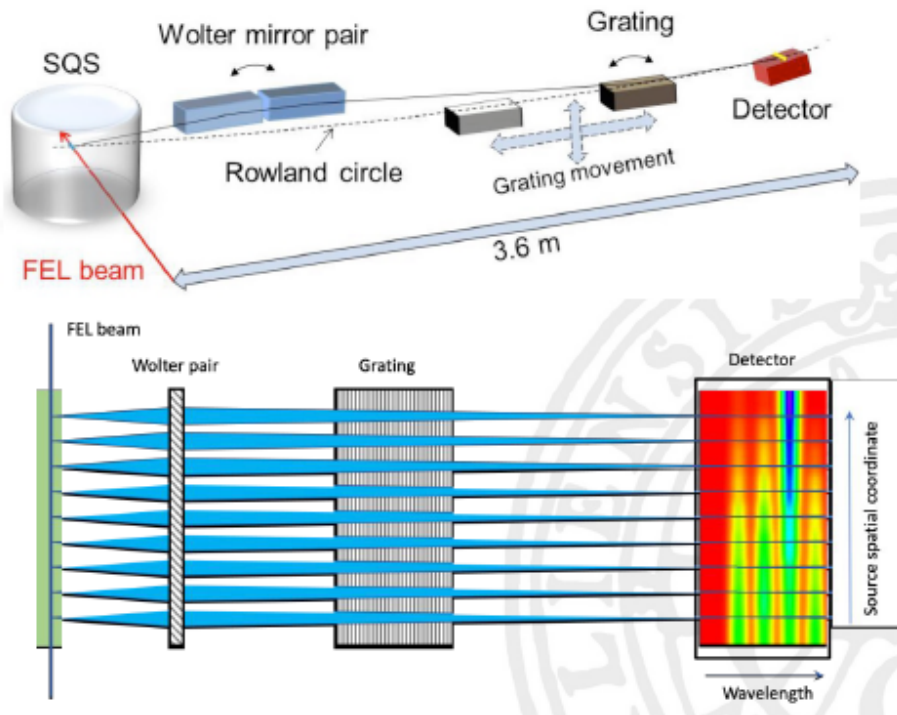 Wolter mirror pair
Grating
SQS
Detector
Rowland circle
Grating movement
3.6 m
FEL beam
FEL beam
Wolter pair
Grating
Detector
Source spatial coordinate
Wavelength